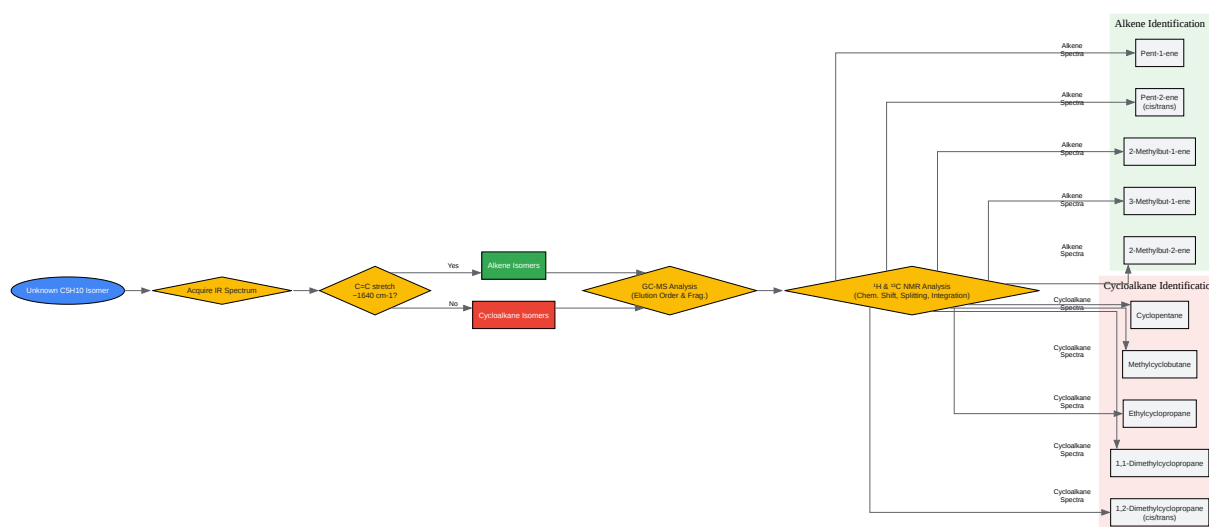 Unknown C5H10 Isomer
Acquire IR Spectrum
C=C stretch
~1640 cm-1?
Yes
No
Alkene Isomers
Cycloalkane Isomers
GC-MS Analysis
(Elution Order & Frag.)
¹H & ¹³C NMR Analysis
(Chem. Shift, Splitting, Integration)
Alkene Identification
Alkene
Spectra
Pent-1-ene
Alkene
Spectra
Pent-2-ene
(cis/trans)
Alkene
Spectra
2-Methylbut-1-ene
Alkene
Spectra
3-Methylbut-1-ene
Alkene
Spectra
2-Methylbut-2-ene
Cycloalkane Identificatio
Cycloalkane
Spectra
Cyclopentane
Cycloalkane
Spectra
Methylcyclobutane
Cycloalkane
Spectra
Ethylcyclopropane
Cycloalkane
Spectra
1,1-Dimethylcyclopropane
Cycloalkane
Spectra
1,2-Dimethylcyclopropane
(cis/trans)